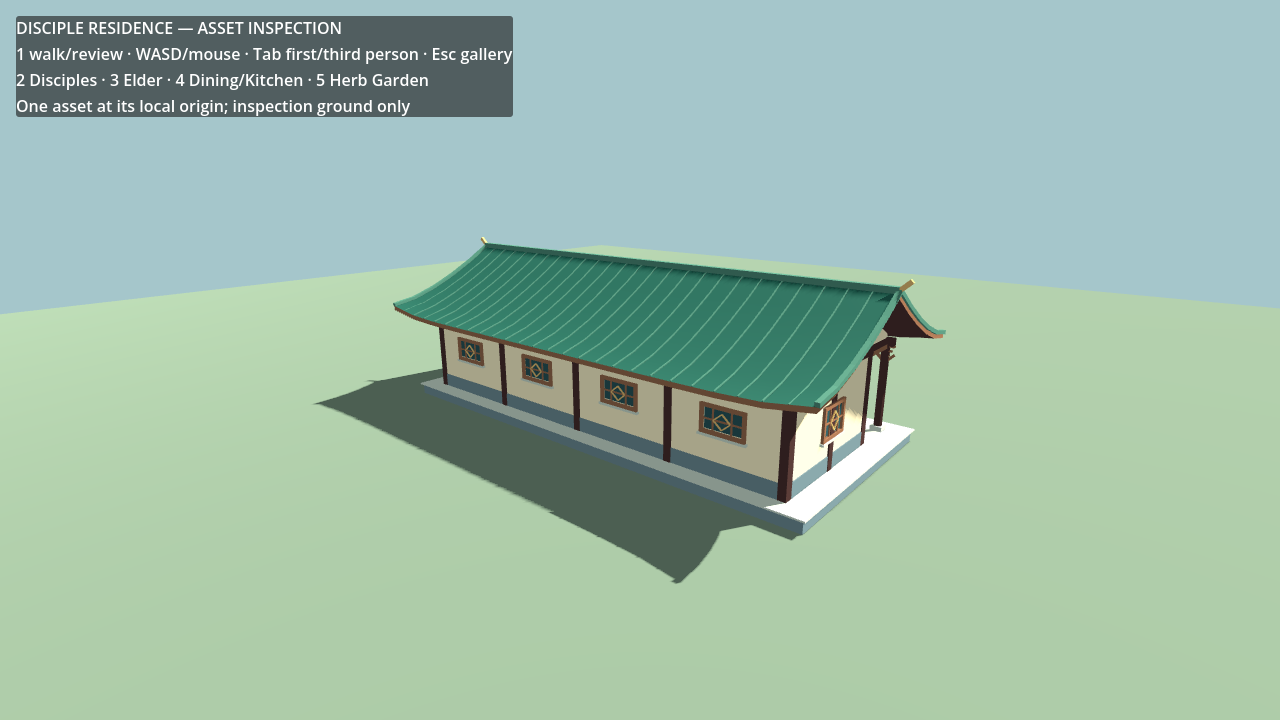 DISCIPLE RESIDENCE — ASSET INSPECTION
1 walk/review · WASD/mouse · Tab first/third person · Esc gallery
2 Disciples · 3 Elder · 4 Dining/Kitchen · 5 Herb Garden
One asset at its local origin; inspection ground only